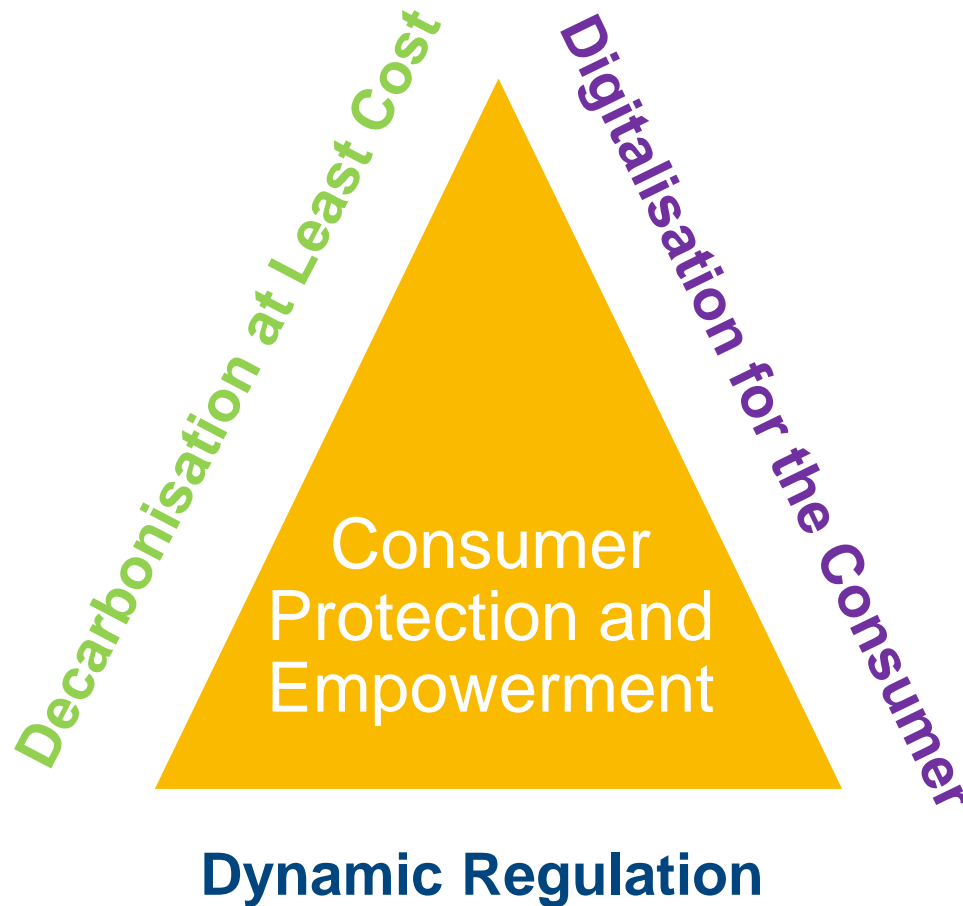 Decarbonisation at Least Cost
Digitalisation for the Consumer
Consumer
Protection and
Empowerment
Dynamic Regulation